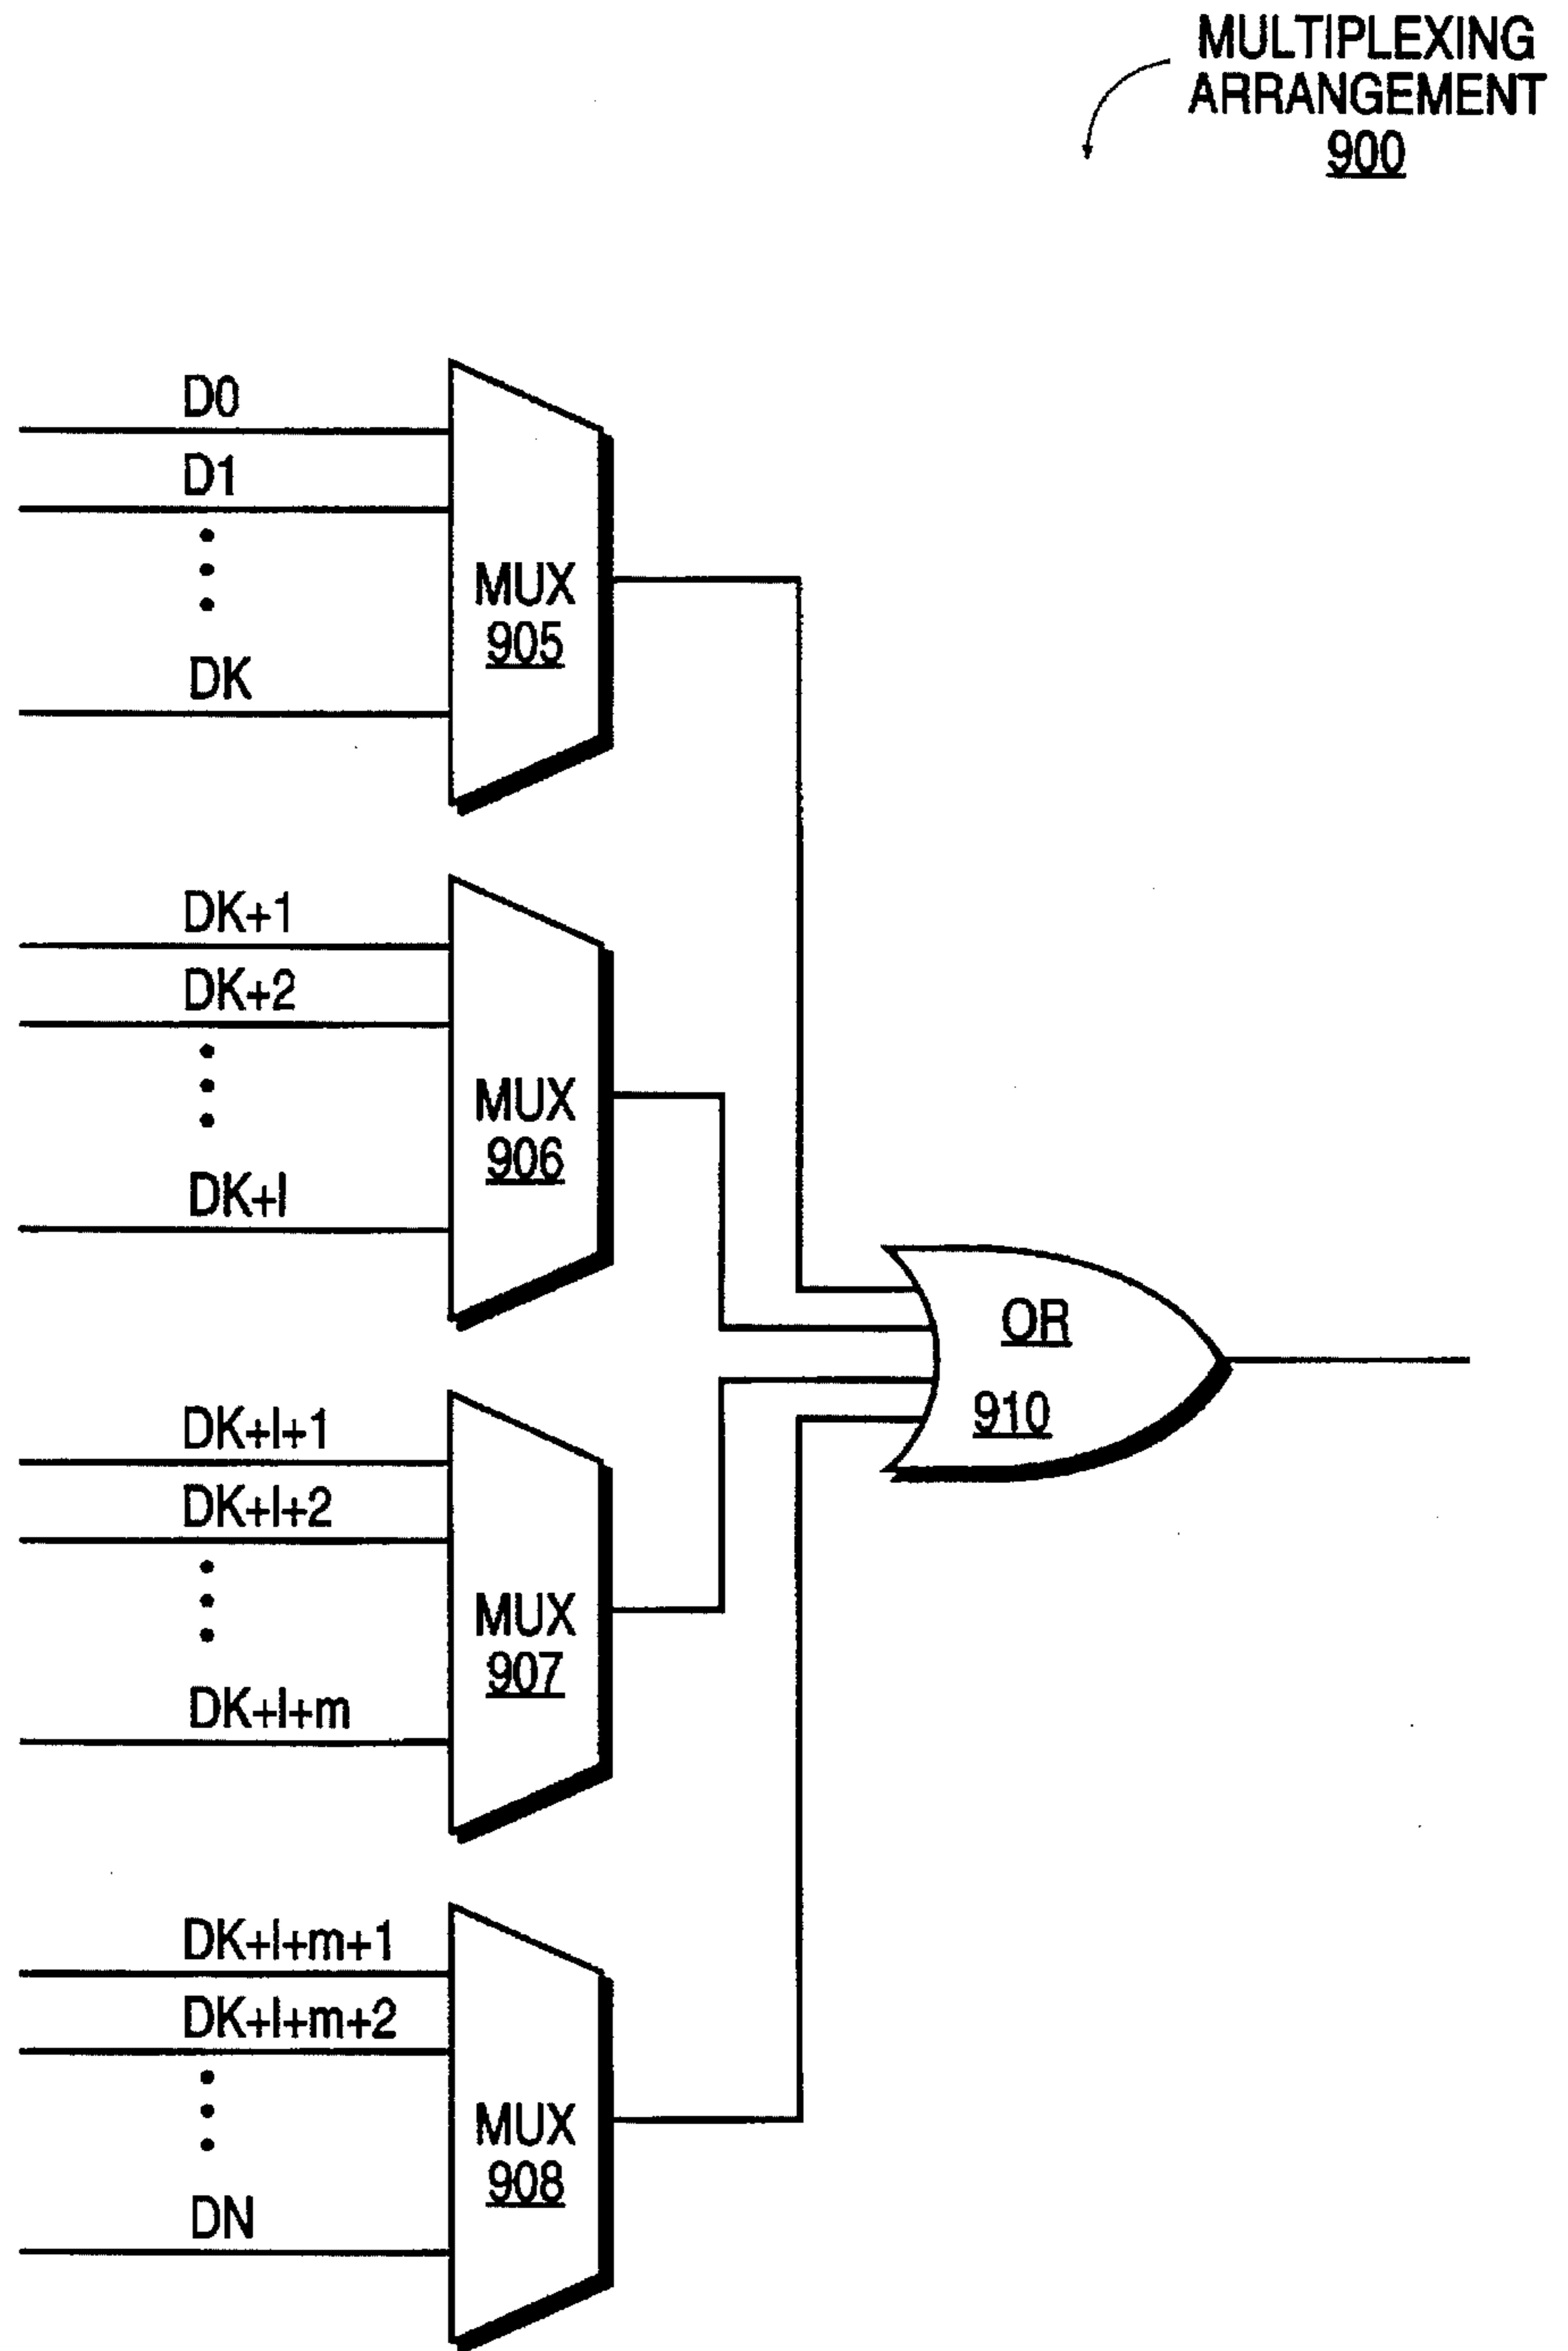 MULTIPLEXING
ARRANGEMENT
900
D0
D1
DK
MUX
905
DK+1
DK+2
DK+l
MUX
906
DK+l+1
DK+l+2
DK+l+m
MUX
907
DK+l+m+1
DK+l+m+2
DN
MUX
908
OR
910